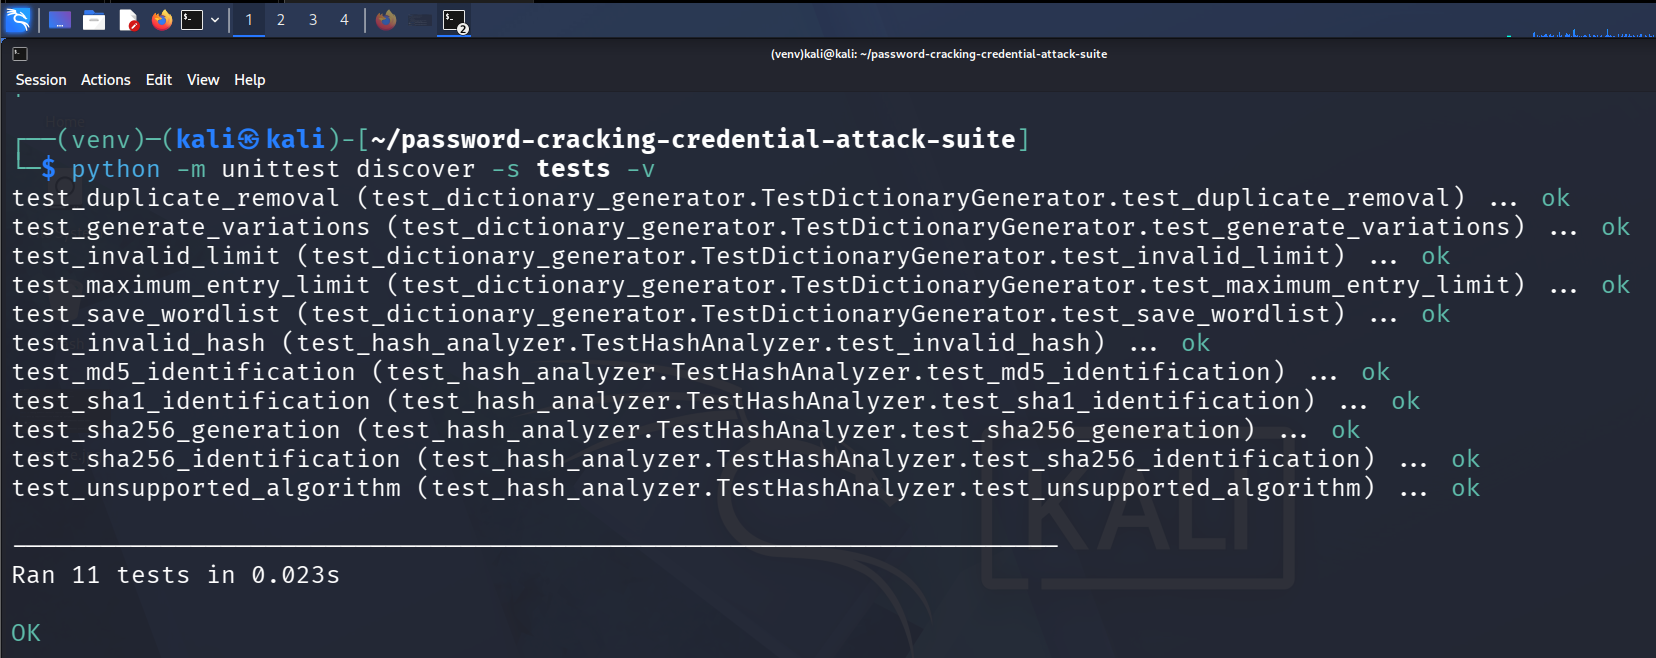 1 2 3 4
2
(venv)kali@kali: ~/password-cracking-credential-attack-suite
Session Actions Edit View Help
┌──(venv)─(kali㉿kali)-[~/password-cracking-credential-attack-suite]
└─$ python -m unittest discover -s tests -v
test_duplicate_removal (test_dictionary_generator.TestDictionaryGenerator.test_duplicate_removal) ... ok
test_generate_variations (test_dictionary_generator.TestDictionaryGenerator.test_generate_variations) ... ok
test_invalid_limit (test_dictionary_generator.TestDictionaryGenerator.test_invalid_limit) ... ok
test_maximum_entry_limit (test_dictionary_generator.TestDictionaryGenerator.test_maximum_entry_limit) ... ok
test_save_wordlist (test_dictionary_generator.TestDictionaryGenerator.test_save_wordlist) ... ok
test_invalid_hash (test_hash_analyzer.TestHashAnalyzer.test_invalid_hash) ... ok
test_md5_identification (test_hash_analyzer.TestHashAnalyzer.test_md5_identification) ... ok
test_sha1_identification (test_hash_analyzer.TestHashAnalyzer.test_sha1_identification) ... ok
test_sha256_generation (test_hash_analyzer.TestHashAnalyzer.test_sha256_generation) ... ok
test_sha256_identification (test_hash_analyzer.TestHashAnalyzer.test_sha256_identification) ... ok
test_unsupported_algorithm (test_hash_analyzer.TestHashAnalyzer.test_unsupported_algorithm) ... ok
KALI
----------------------------------------------------------------------
Ran 11 tests in 0.023s
OK